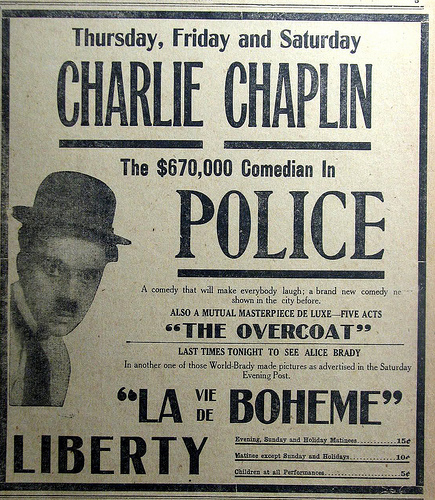 Thursday, Friday and Saturday
CHARLIE CHAPLIN
The $670,000 Comedian In
POLICE
A comedy that will make everybody laugh; a brand new comedy ne
shown in the city before.
ALSO A MUTUAL MASTERPIECE DE LUXE—FIVE ACTS
“THE OVERCOAT”
LAST TIMES TONIGHT TO SEE ALICE BRADY
In another one of those World-Brady made pictures as advertised in the Saturday
Evening Post.
“LA VIE DE BOHEME”
LIBERTY
Evening, Sunday and Holiday Matinees 15¢
Matinee except Sunday and Holidays 10¢
Children at all Performances 5¢